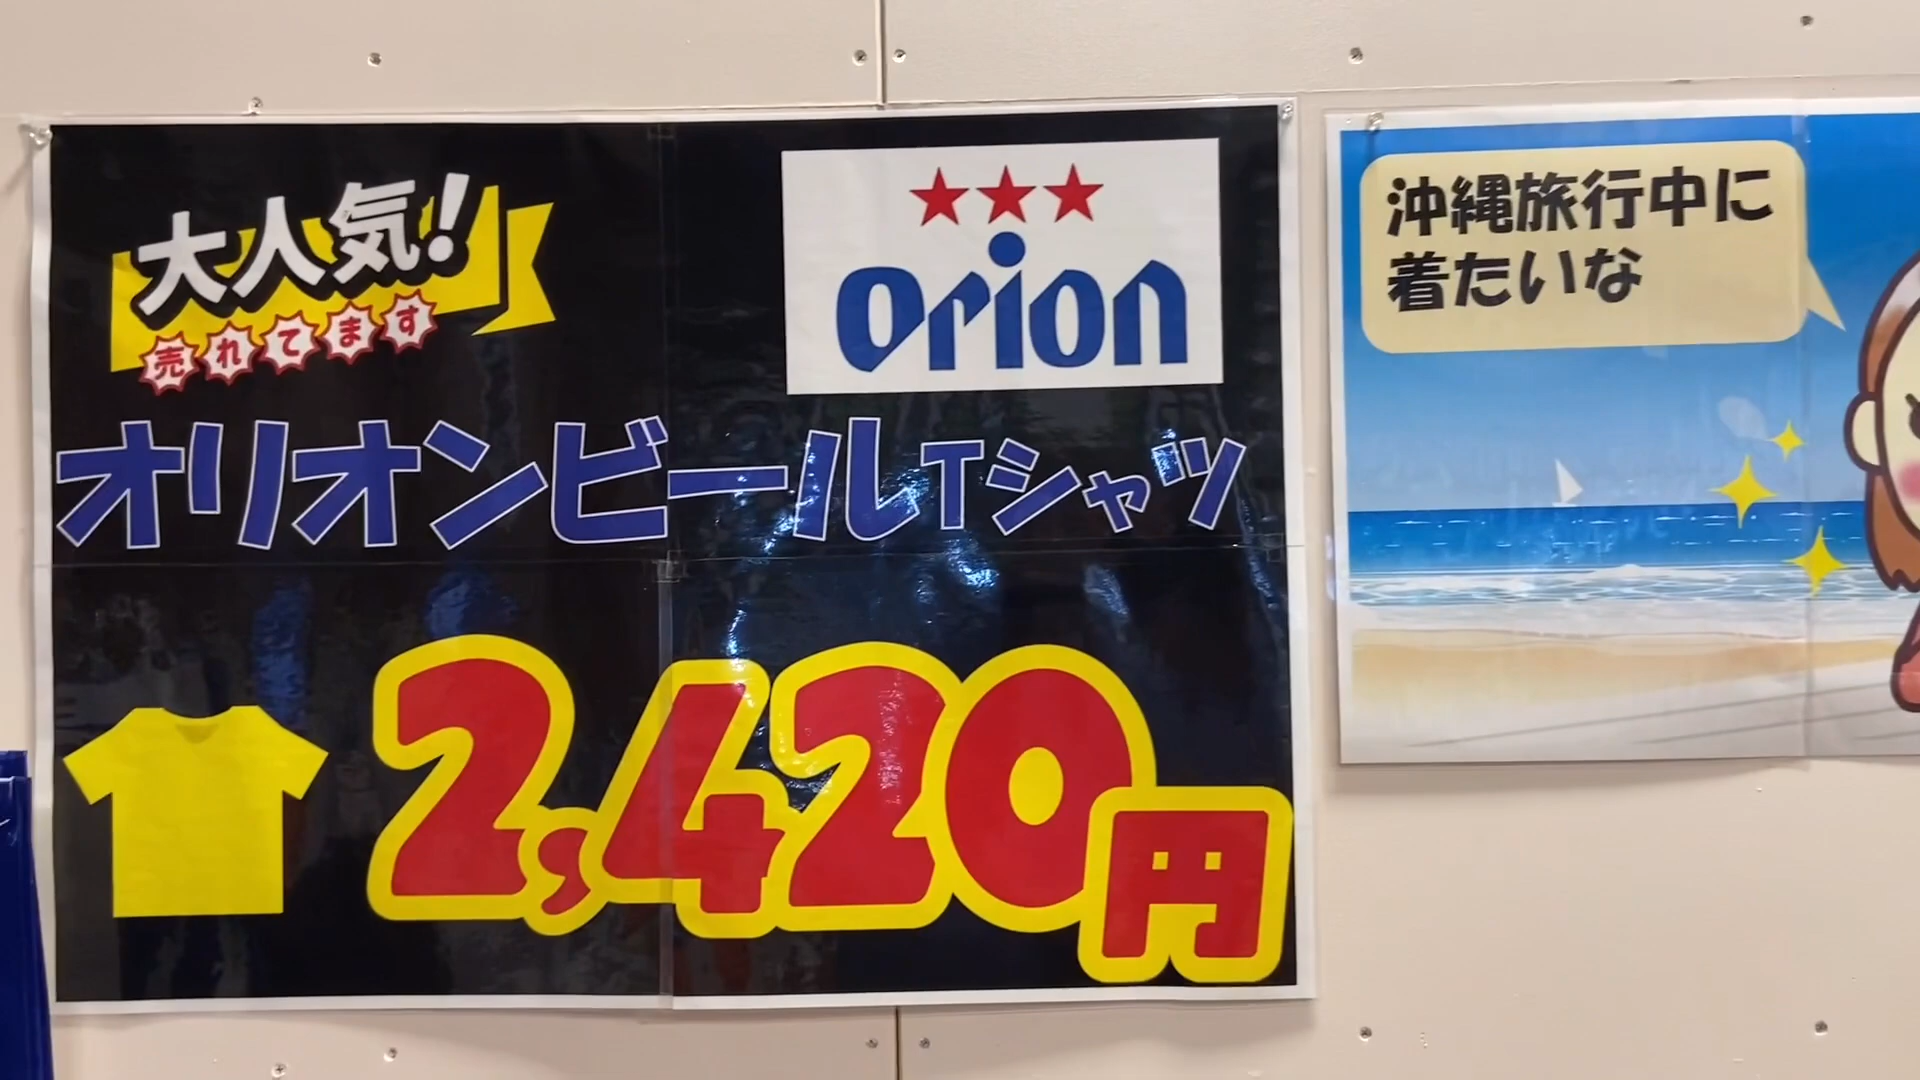 大人気!
売れてます
orion
オリオンビールTシャツ
2,420円
沖縄旅行中に
着たいな